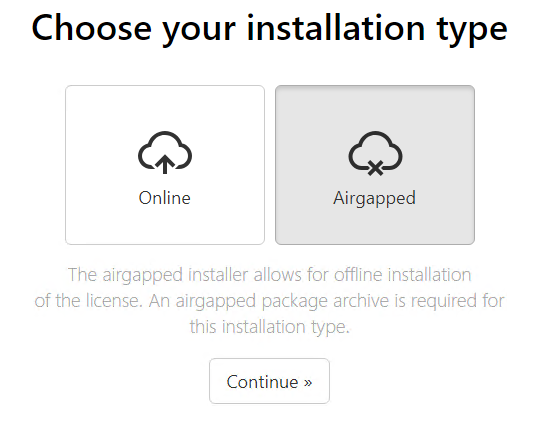 Choose your installation type
Online
Airgapped
The airgapped installer allows for offline installation
of the license. An airgapped package archive is required for
this installation type.
Continue »